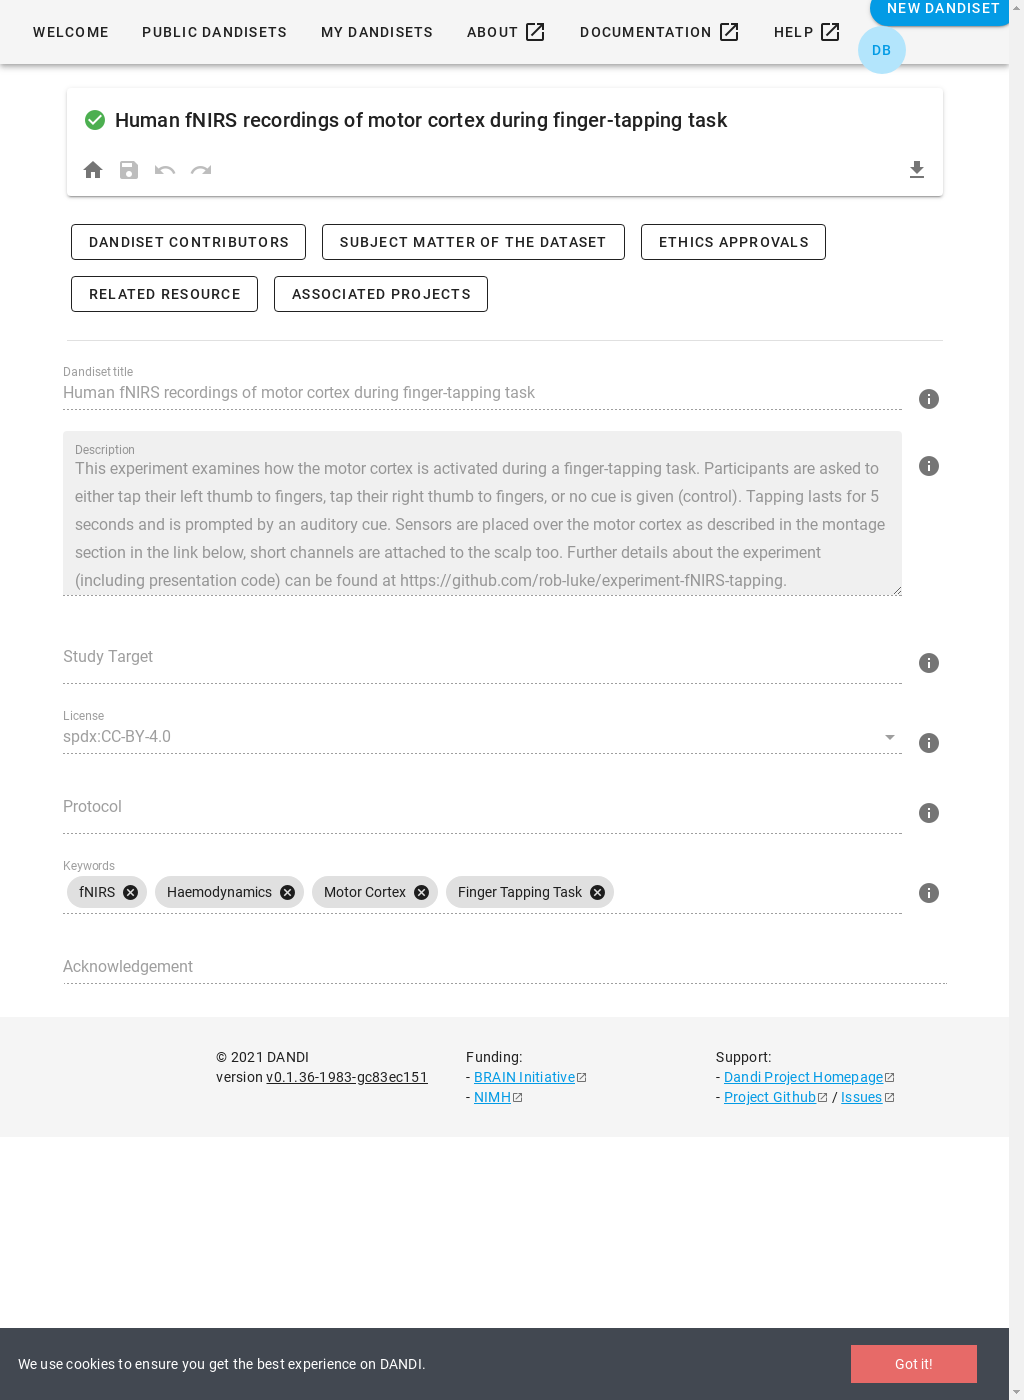 WELCOME PUBLIC DANDISETS MY DANDISETS ABOUT DOCUMENTATION HELP NEW DANDISET
DB
Human fNIRS recordings of motor cortex during finger-tapping task
DANDISET CONTRIBUTORS SUBJECT MATTER OF THE DATASET ETHICS APPROVALS
RELATED RESOURCE ASSOCIATED PROJECTS
Dandiset title
Human fNIRS recordings of motor cortex during finger-tapping task
Description
This experiment examines how the motor cortex is activated during a finger-tapping task. Participants are asked to
either tap their left thumb to fingers, tap their right thumb to fingers, or no cue is given (control). Tapping lasts for 5
seconds and is prompted by an auditory cue. Sensors are placed over the motor cortex as described in the montage
section in the link below, short channels are attached to the scalp too. Further details about the experiment
(including presentation code) can be found at https://github.com/rob-luke/experiment-fNIRS-tapping.
Study Target
License
spdx:CC-BY-4.0
Protocol
Keywords
fNIRS Haemodynamics Motor Cortex Finger Tapping Task
Acknowledgement
© 2021 DANDI
version v0.1.36-1983-gc83ec151
Funding:
- BRAIN Initiative
- NIMH
Support:
- Dandi Project Homepage
- Project Github / Issues
We use cookies to ensure you get the best experience on DANDI.
Got it!